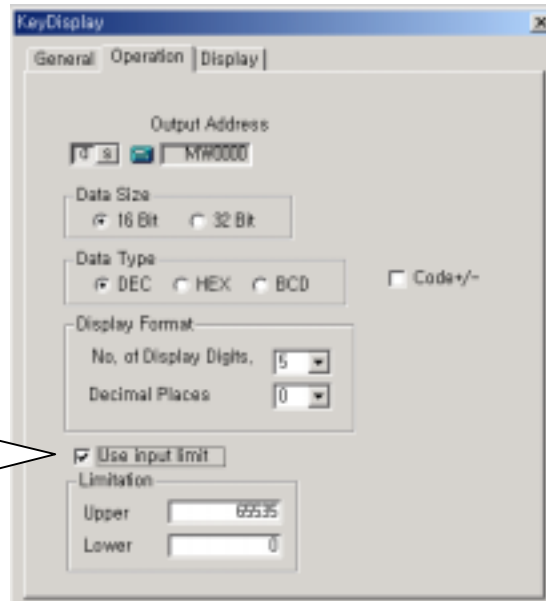 KeyDisplay
General Operation Display
Output Address
d s MW0000
Data Size
16 Bit 32 Bit
Data Type
DEC HEX BCD Code+/-
Display Format
No, of Display Digits, 5
Decimal Places 0
Use input limit
Limitation
Upper 65535
Lower 0